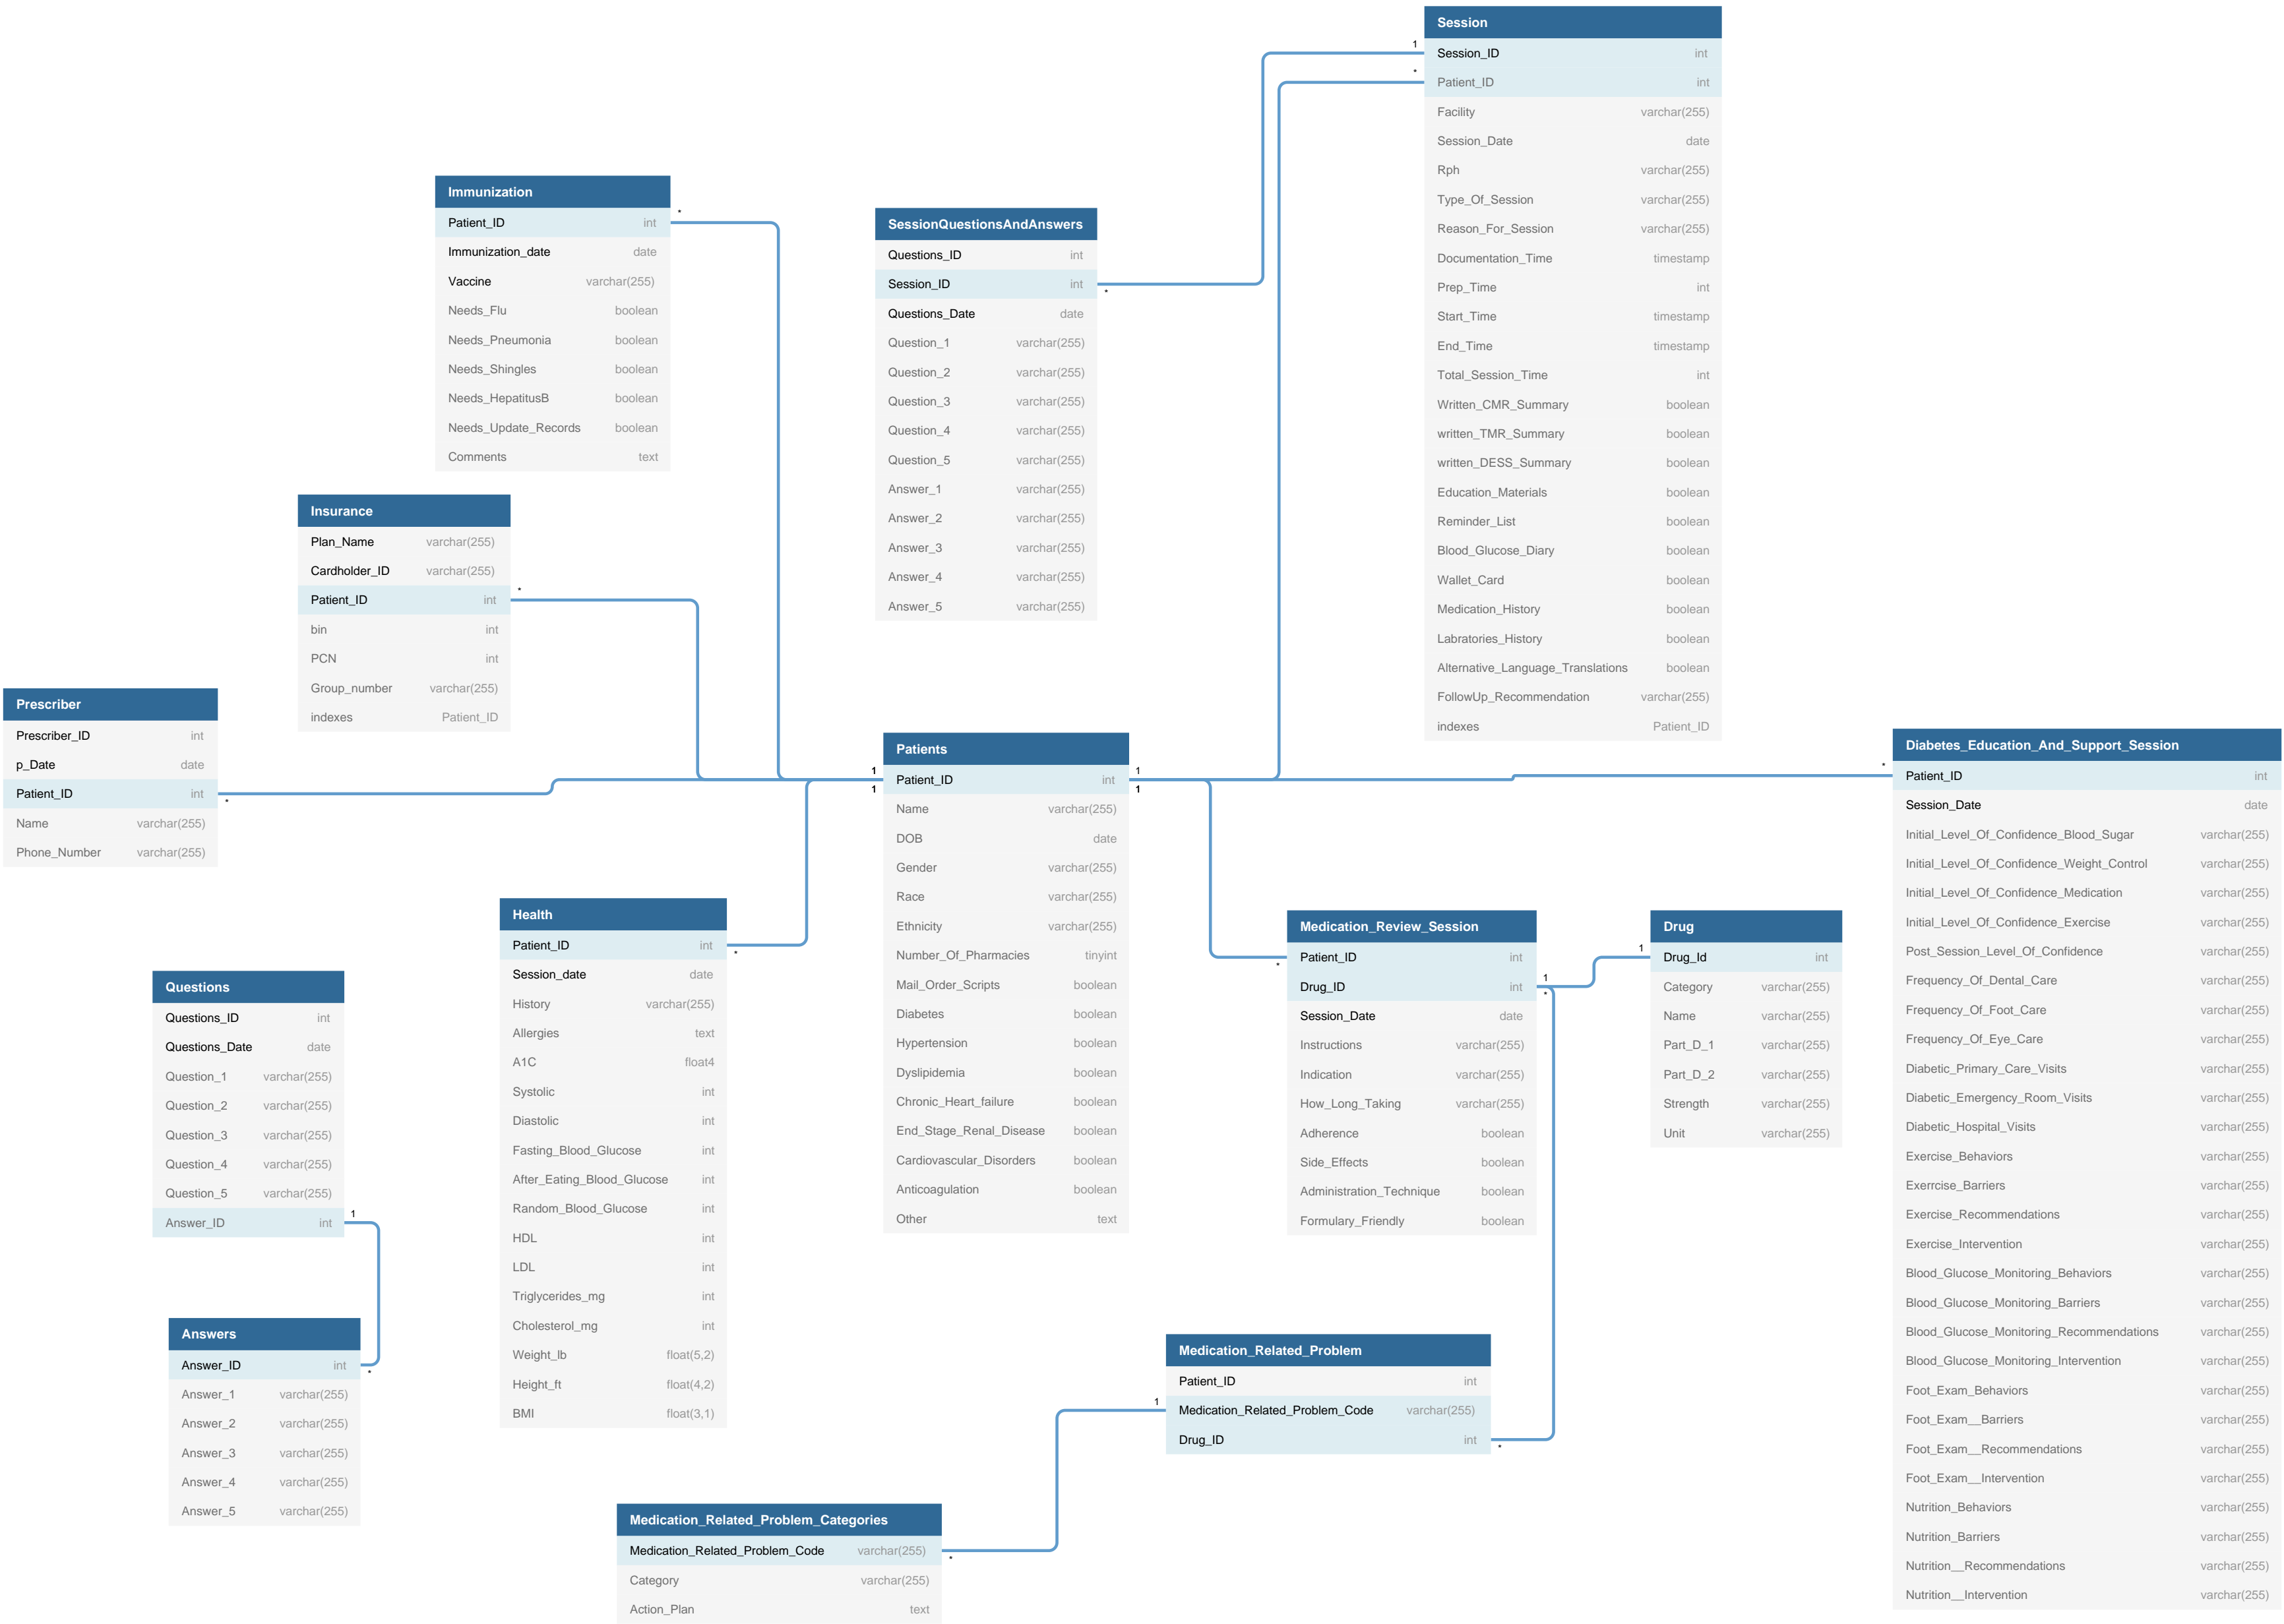 Session
1
Session_ID int
*
Patient_ID int
Facility varchar(255)
Session_Date date
Rph varchar(255)
Type_Of_Session varchar(255)
Reason_For_Session varchar(255)
Documentation_Time timestamp
Prep_Time int
Start_Time timestamp
End_Time timestamp
Total_Session_Time int
Written_CMR_Summary boolean
written_TMR_Summary boolean
written_DESS_Summary boolean
Education_Materials boolean
Reminder_List boolean
Blood_Glucose_Diary boolean
Wallet_Card boolean
Medication_History boolean
Labratories_History boolean
Alternative_Language_Translations boolean
FollowUp_Recommendation varchar(255)
indexes Patient_ID
Immunization
*
Patient_ID int
Immunization_date date
Vaccine varchar(255)
Needs_Flu boolean
Needs_Pneumonia boolean
Needs_Shingles boolean
Needs_HepatitusB boolean
Needs_Update_Records boolean
Comments text
SessionQuestionsAndAnswers
Questions_ID int
Session_ID int
*
Questions_Date date
Question_1 varchar(255)
Question_2 varchar(255)
Question_3 varchar(255)
Question_4 varchar(255)
Question_5 varchar(255)
Answer_1 varchar(255)
Answer_2 varchar(255)
Answer_3 varchar(255)
Answer_4 varchar(255)
Answer_5 varchar(255)
Insurance
Plan_Name varchar(255)
Cardholder_ID varchar(255)
*
Patient_ID int
bin int
PCN int
Group_number varchar(255)
indexes Patient_ID
Prescriber
Prescriber_ID int
p_Date date
Patient_ID int
*
Name varchar(255)
Phone_Number varchar(255)
Patients
1 1
Patient_ID int
1 1
Name varchar(255)
DOB date
Gender varchar(255)
Race varchar(255)
Ethnicity varchar(255)
Number_Of_Pharmacies tinyint
Mail_Order_Scripts boolean
Diabetes boolean
Hypertension boolean
Dyslipidemia boolean
Chronic_Heart_failure boolean
End_Stage_Renal_Disease boolean
Cardiovascular_Disorders boolean
Anticoagulation boolean
Other text
Diabetes_Education_And_Support_Session
*
Patient_ID int
Session_Date date
Initial_Level_Of_Confidence_Blood_Sugar varchar(255)
Initial_Level_Of_Confidence_Weight_Control varchar(255)
Initial_Level_Of_Confidence_Medication varchar(255)
Initial_Level_Of_Confidence_Exercise varchar(255)
Post_Session_Level_Of_Confidence varchar(255)
Frequency_Of_Dental_Care varchar(255)
Frequency_Of_Foot_Care varchar(255)
Frequency_Of_Eye_Care varchar(255)
Diabetic_Primary_Care_Visits varchar(255)
Diabetic_Emergency_Room_Visits varchar(255)
Diabetic_Hospital_Visits varchar(255)
Exercise_Behaviors varchar(255)
Exerrcise_Barriers varchar(255)
Exercise_Recommendations varchar(255)
Exercise_Intervention varchar(255)
Blood_Glucose_Monitoring_Behaviors varchar(255)
Blood_Glucose_Monitoring_Barriers varchar(255)
Blood_Glucose_Monitoring_Recommendations varchar(255)
Blood_Glucose_Monitoring_Intervention varchar(255)
Foot_Exam_Behaviors varchar(255)
Foot_Exam__Barriers varchar(255)
Foot_Exam__Recommendations varchar(255)
Foot_Exam__Intervention varchar(255)
Nutrition_Behaviors varchar(255)
Nutrition_Barriers varchar(255)
Nutrition__Recommendations varchar(255)
Nutrition__Intervention varchar(255)
Health
Patient_ID int
*
Session_date date
History varchar(255)
Allergies text
A1C float4
Systolic int
Diastolic int
Fasting_Blood_Glucose int
After_Eating_Blood_Glucose int
Random_Blood_Glucose int
HDL int
LDL int
Triglycerides_mg int
Cholesterol_mg int
Weight_lb float(5,2)
Height_ft float(4,2)
BMI float(3,1)
Medication_Review_Session
Patient_ID int
*
1
Drug_ID int
*
Session_Date date
Instructions varchar(255)
Indication varchar(255)
How_Long_Taking varchar(255)
Adherence boolean
Side_Effects boolean
Administration_Technique boolean
Formulary_Friendly boolean
Drug
1
Drug_Id int
Category varchar(255)
Name varchar(255)
Part_D_1 varchar(255)
Part_D_2 varchar(255)
Strength varchar(255)
Unit varchar(255)
Questions
Questions_ID int
Questions_Date date
Question_1 varchar(255)
Question_2 varchar(255)
Question_3 varchar(255)
Question_4 varchar(255)
Question_5 varchar(255)
1
Answer_ID int
Answers
Answer_ID int
*
Answer_1 varchar(255)
Answer_2 varchar(255)
Answer_3 varchar(255)
Answer_4 varchar(255)
Answer_5 varchar(255)
Medication_Related_Problem
Patient_ID int
1
Medication_Related_Problem_Code varchar(255)
Drug_ID int
*
Medication_Related_Problem_Categories
Medication_Related_Problem_Code varchar(255)
*
Category varchar(255)
Action_Plan text